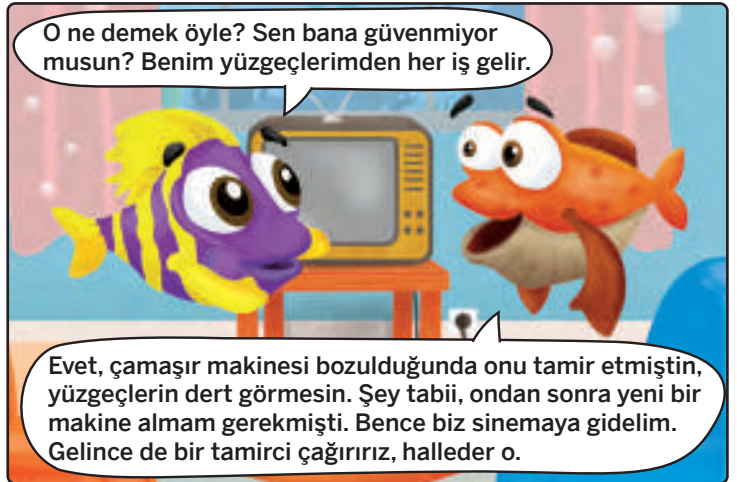 O ne demek öyle? Sen bana güvenmiyor
musun? Benim yüzgeçlerimden her iş gelir.
Evet, çamaşır makinesi bozulduğunda onu tamir etmiştin,
yüzgeçlerin dert görmesin. Şey tabii, ondan sonra yeni bir
makine almam gerekmişti. Bence biz sinemaya gidelim.
Gelince de bir tamirci çağırırız, halleder o.